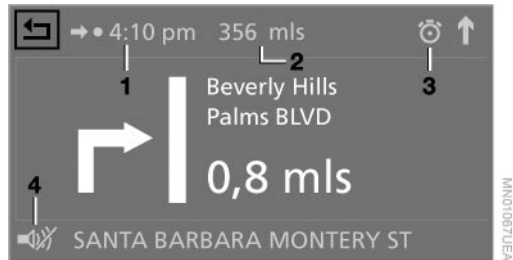 4:10 pm 356 mls
1 2 3
Beverly Hills
Palms BLVD
0,8 mls
4
SANTA BARBARA MONTERY ST
MN01067UEA